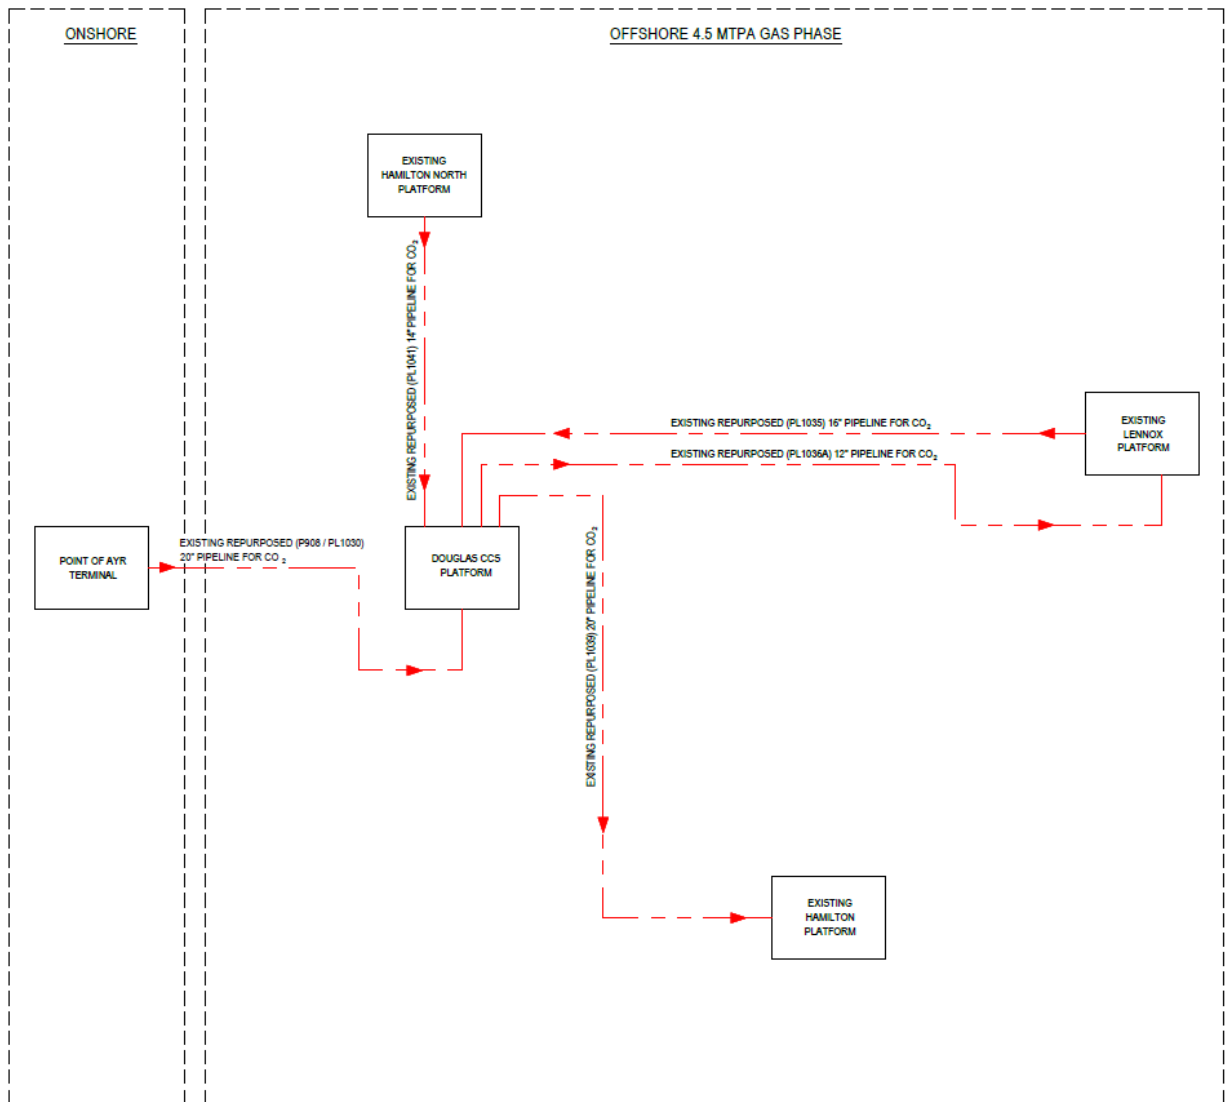 ONSHORE
OFFSHORE 4.5 MTPA GAS PHASE
EXISTING
HAMILTON NORTH
PLATFORM
EXISTING REPURPOSED (PL1041) 14" PIPELINE FOR CO₂
EXISTING REPURPOSED (PL1035) 16" PIPELINE FOR CO₂
EXISTING
LENNOX
PLATFORM
EXISTING REPURPOSED (PL1036A) 12" PIPELINE FOR CO₂
POINT OF AYR
TERMINAL
EXISTING REPURPOSED (P908 / PL1030)
20" PIPELINE FOR CO ₂
DOUGLAS CCS
PLATFORM
EXISTING REPURPOSED (PL1039) 20" PIPELINE FOR CO₂
EXISTING
HAMILTON
PLATFORM